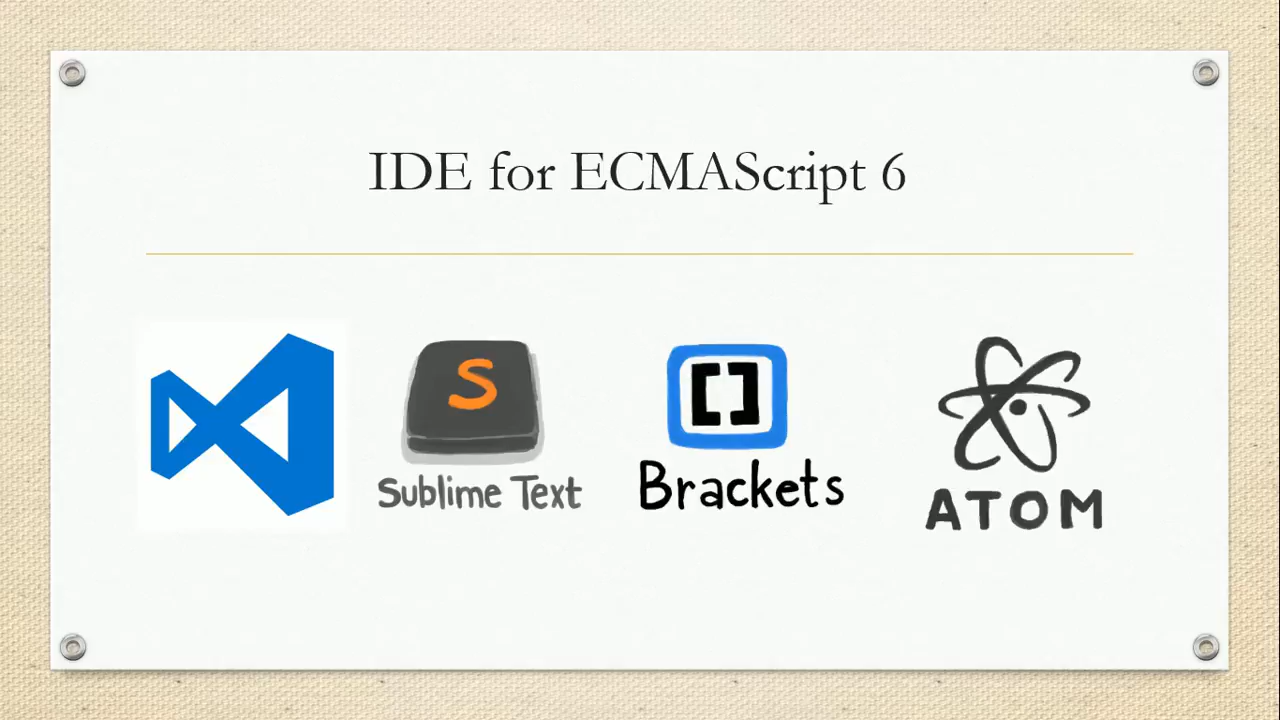 IDE for ECMAScript 6
S
Sublime Text
[]
Brackets
ATOM